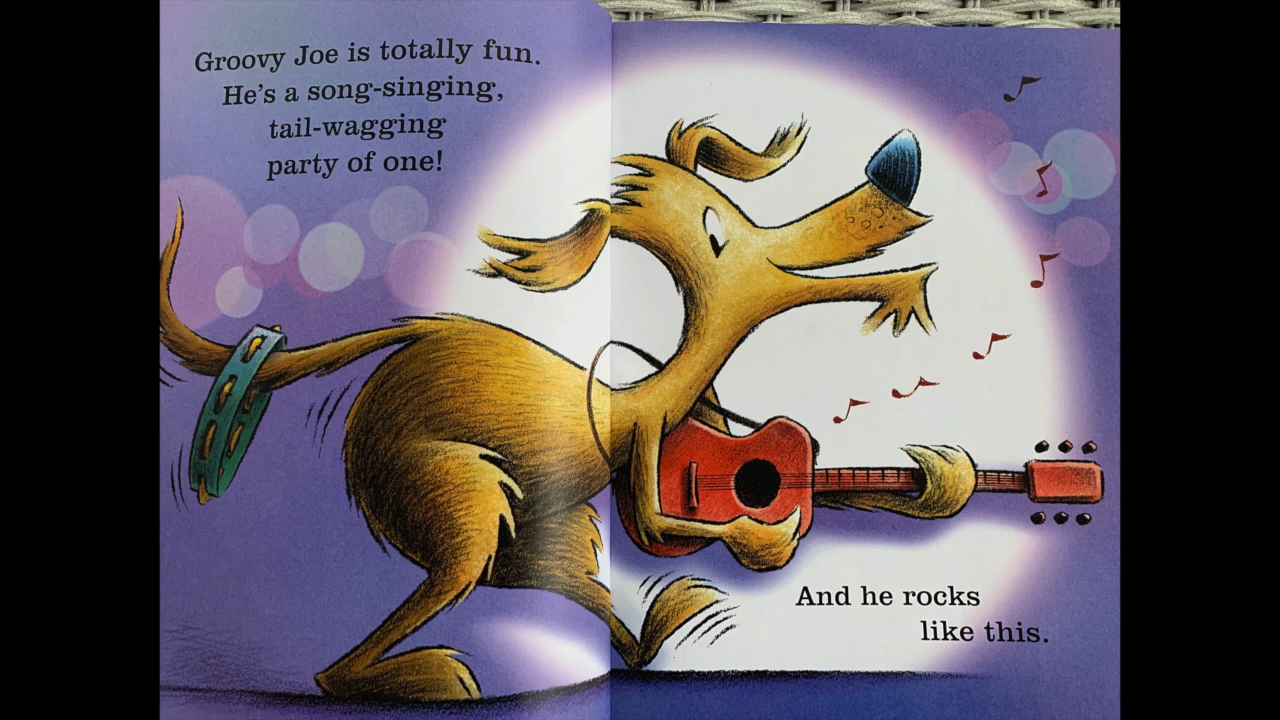 Groovy Joe is totally fun.
He's a song-singing,
tail-wagging
party of one!
And he rocks
like this.